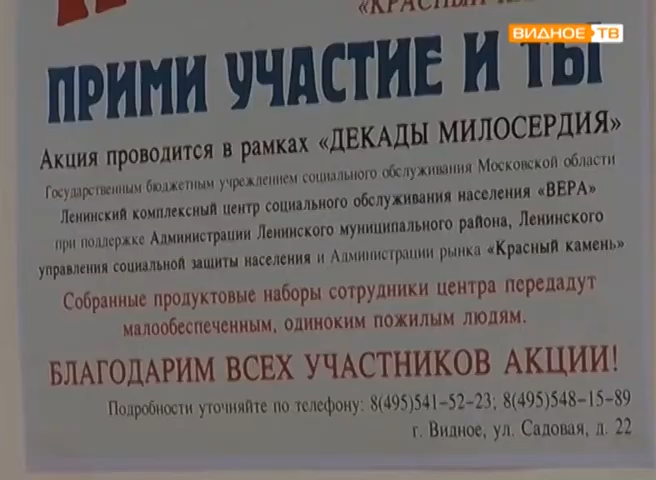 «КРАСНЫЙ
ВИДНОЕ ТВ
ПРИМИ УЧАСТИЕ И ТЫ
Акция проводится в рамках «ДЕКАДЫ МИЛОСЕРДИЯ»
Государственным бюджетным учреждением социального обслуживания Московской области
Ленинский комплексный центр социального обслуживания населения «ВЕРА»
при поддержке Администрации Ленинского муниципального района, Ленинского
управления социальной защиты населения и Администрации рынка «Красный камень»
Собранные продуктовые наборы сотрудники центра передадут
малообеспеченным, одиноким пожилым людям.
БЛАГОДАРИМ ВСЕХ УЧАСТНИКОВ АКЦИИ!
Подробности уточняйте по телефону: 8(495)541-52-23; 8(495)548-15-89
г. Видное, ул. Садовая, д. 22